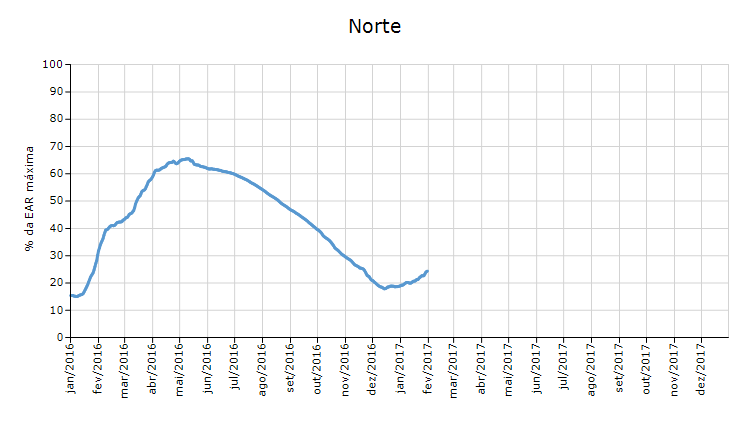 Norte
% da EAR máxima
100
90
80
70
60
50
40
30
20
10
0
jan/2016
fev/2016
mar/2016
abr/2016
mai/2016
jun/2016
jul/2016
ago/2016
set/2016
out/2016
nov/2016
dez/2016
jan/2017
fev/2017
mar/2017
abr/2017
mai/2017
jun/2017
jul/2017
ago/2017
set/2017
out/2017
nov/2017
dez/2017